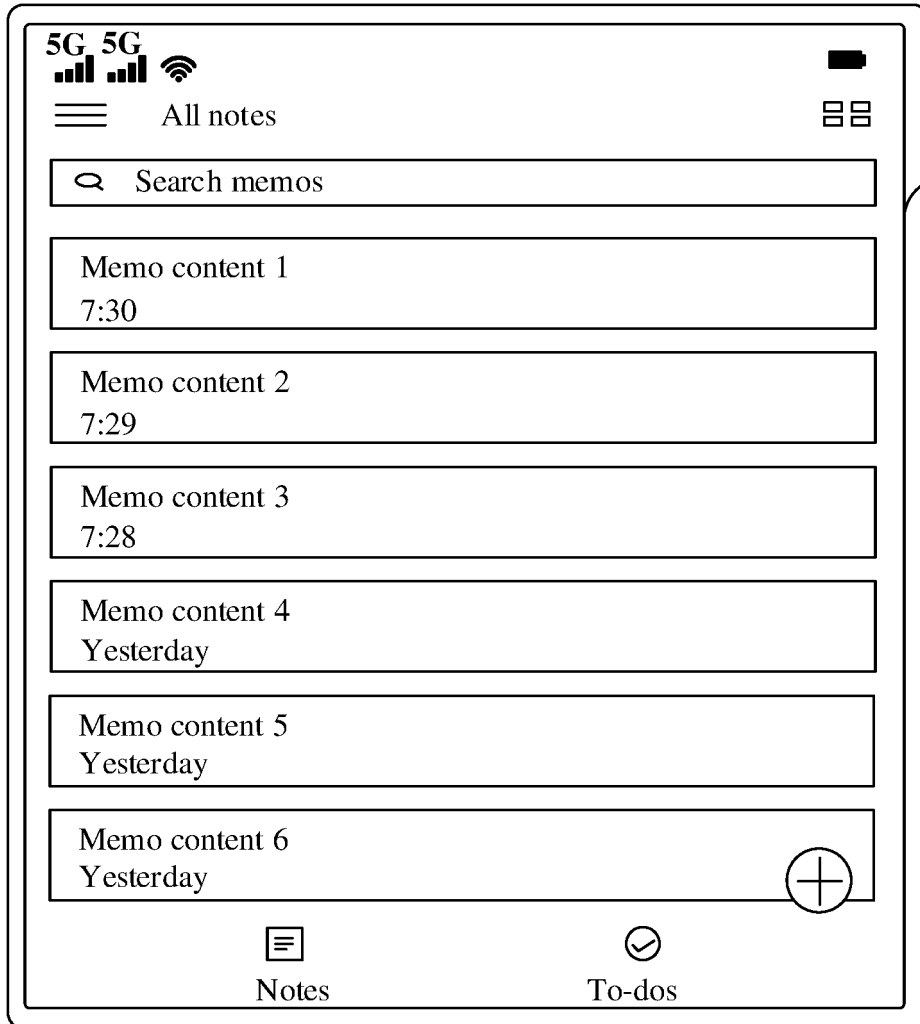 5G 5G
All notes
Search memos
Memo content 1
7:30
Memo content 2
7:29
Memo content 3
7:28
Memo content 4
Yesterday
Memo content 5
Yesterday
Memo content 6
Yesterday
Notes To-dos